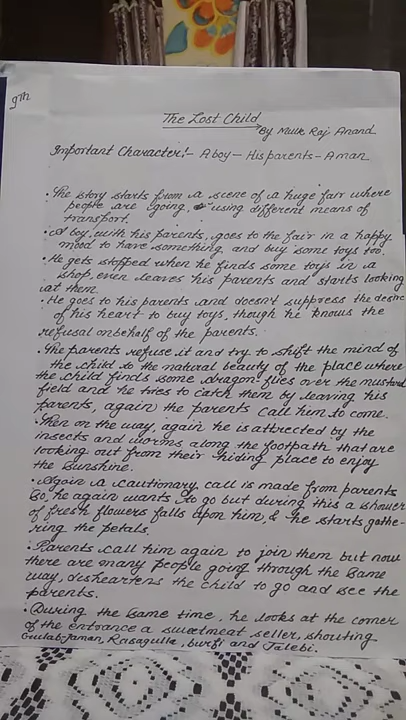 9th
The Lost Child
By Mulk Raj Anand
Important Character:- A boy - His parents - A man
• The story starts from a scene of a huge fair where
people are going, using different means of
transport.
• A boy, with his parents, goes to the fair in a happy
mood to have something, and buy some toys too.
• He gets stopped when he finds some toys in a
shop, even leaves his parents and starts looking
at them.
• He goes to his parents and doesn't suppress the desire
of his heart to buy toys, though he knows the
refusal onbehalf of the parents.
• The parents refuse it and try to shift the mind of
the child to the natural beauty of the place where
the child finds some dragon flies over the mustard
field and he tries to catch them by leaving his
parents, again the parents call him to come.
• Then on the way, again he is attracted by the
insects and worms along the footpath that are
looking out from their hiding place to enjoy
the Sunshine.
• Again a cautionary call is made from parents
So, he again wants to go but during this a shower
of fresh flowers falls upon him, & he starts gathe-
ring the petals.
• Parents call him again to join them but now
there are many people going through the same
way, disheartens the child to go and see the
parents.
• During the same time, he looks at the corner
of the entrance a sweetmeat seller, shouting
Gulab-Jaman, Rasagulla, burfi and Jalebi.